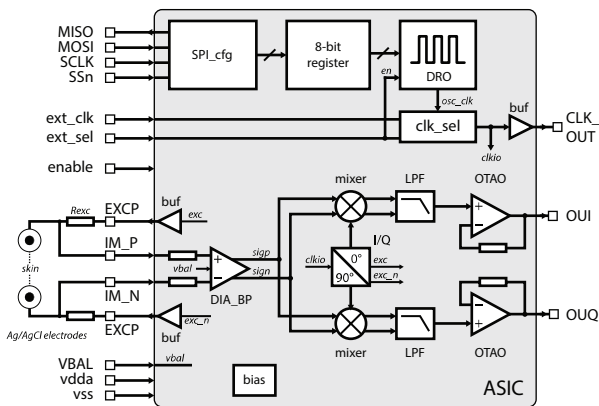 MISO
MOSI
SCLK
SSn
SPI_cfg
8-bit
register
DRO
en
osc_clk
ext_clk
ext_sel
clk_sel
buf
CLK_
OUT
clkio
enable
mixer
LPF
OTAO
Rexc
EXCP
buf
exc
OUI
IM_P
I/Q
sigp
clkio
0°
exc
skin
vbal
sign
90°
exc_n
IM_N
DIA_BP
OUQ
Ag/AgCl electrodes
EXCP
buf
exc_n
mixer
LPF
OTAO
VBAL
vbal
vdda
vss
bias
ASIC